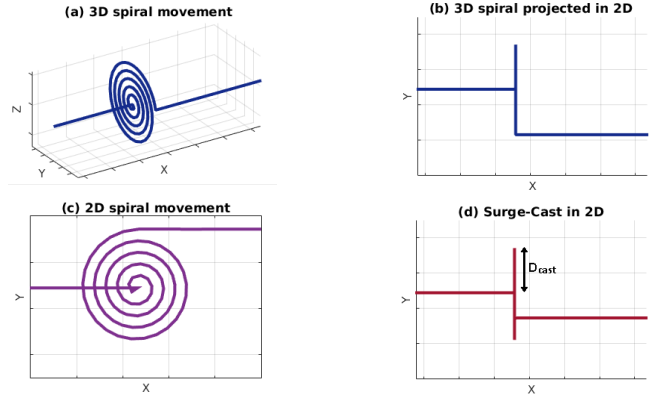 (a) 3D spiral movement
Z
Y
X
(b) 3D spiral projected in 2D
Y
X
(c) 2D spiral movement
Y
X
(d) Surge-Cast in 2D
Dcast
Y
X